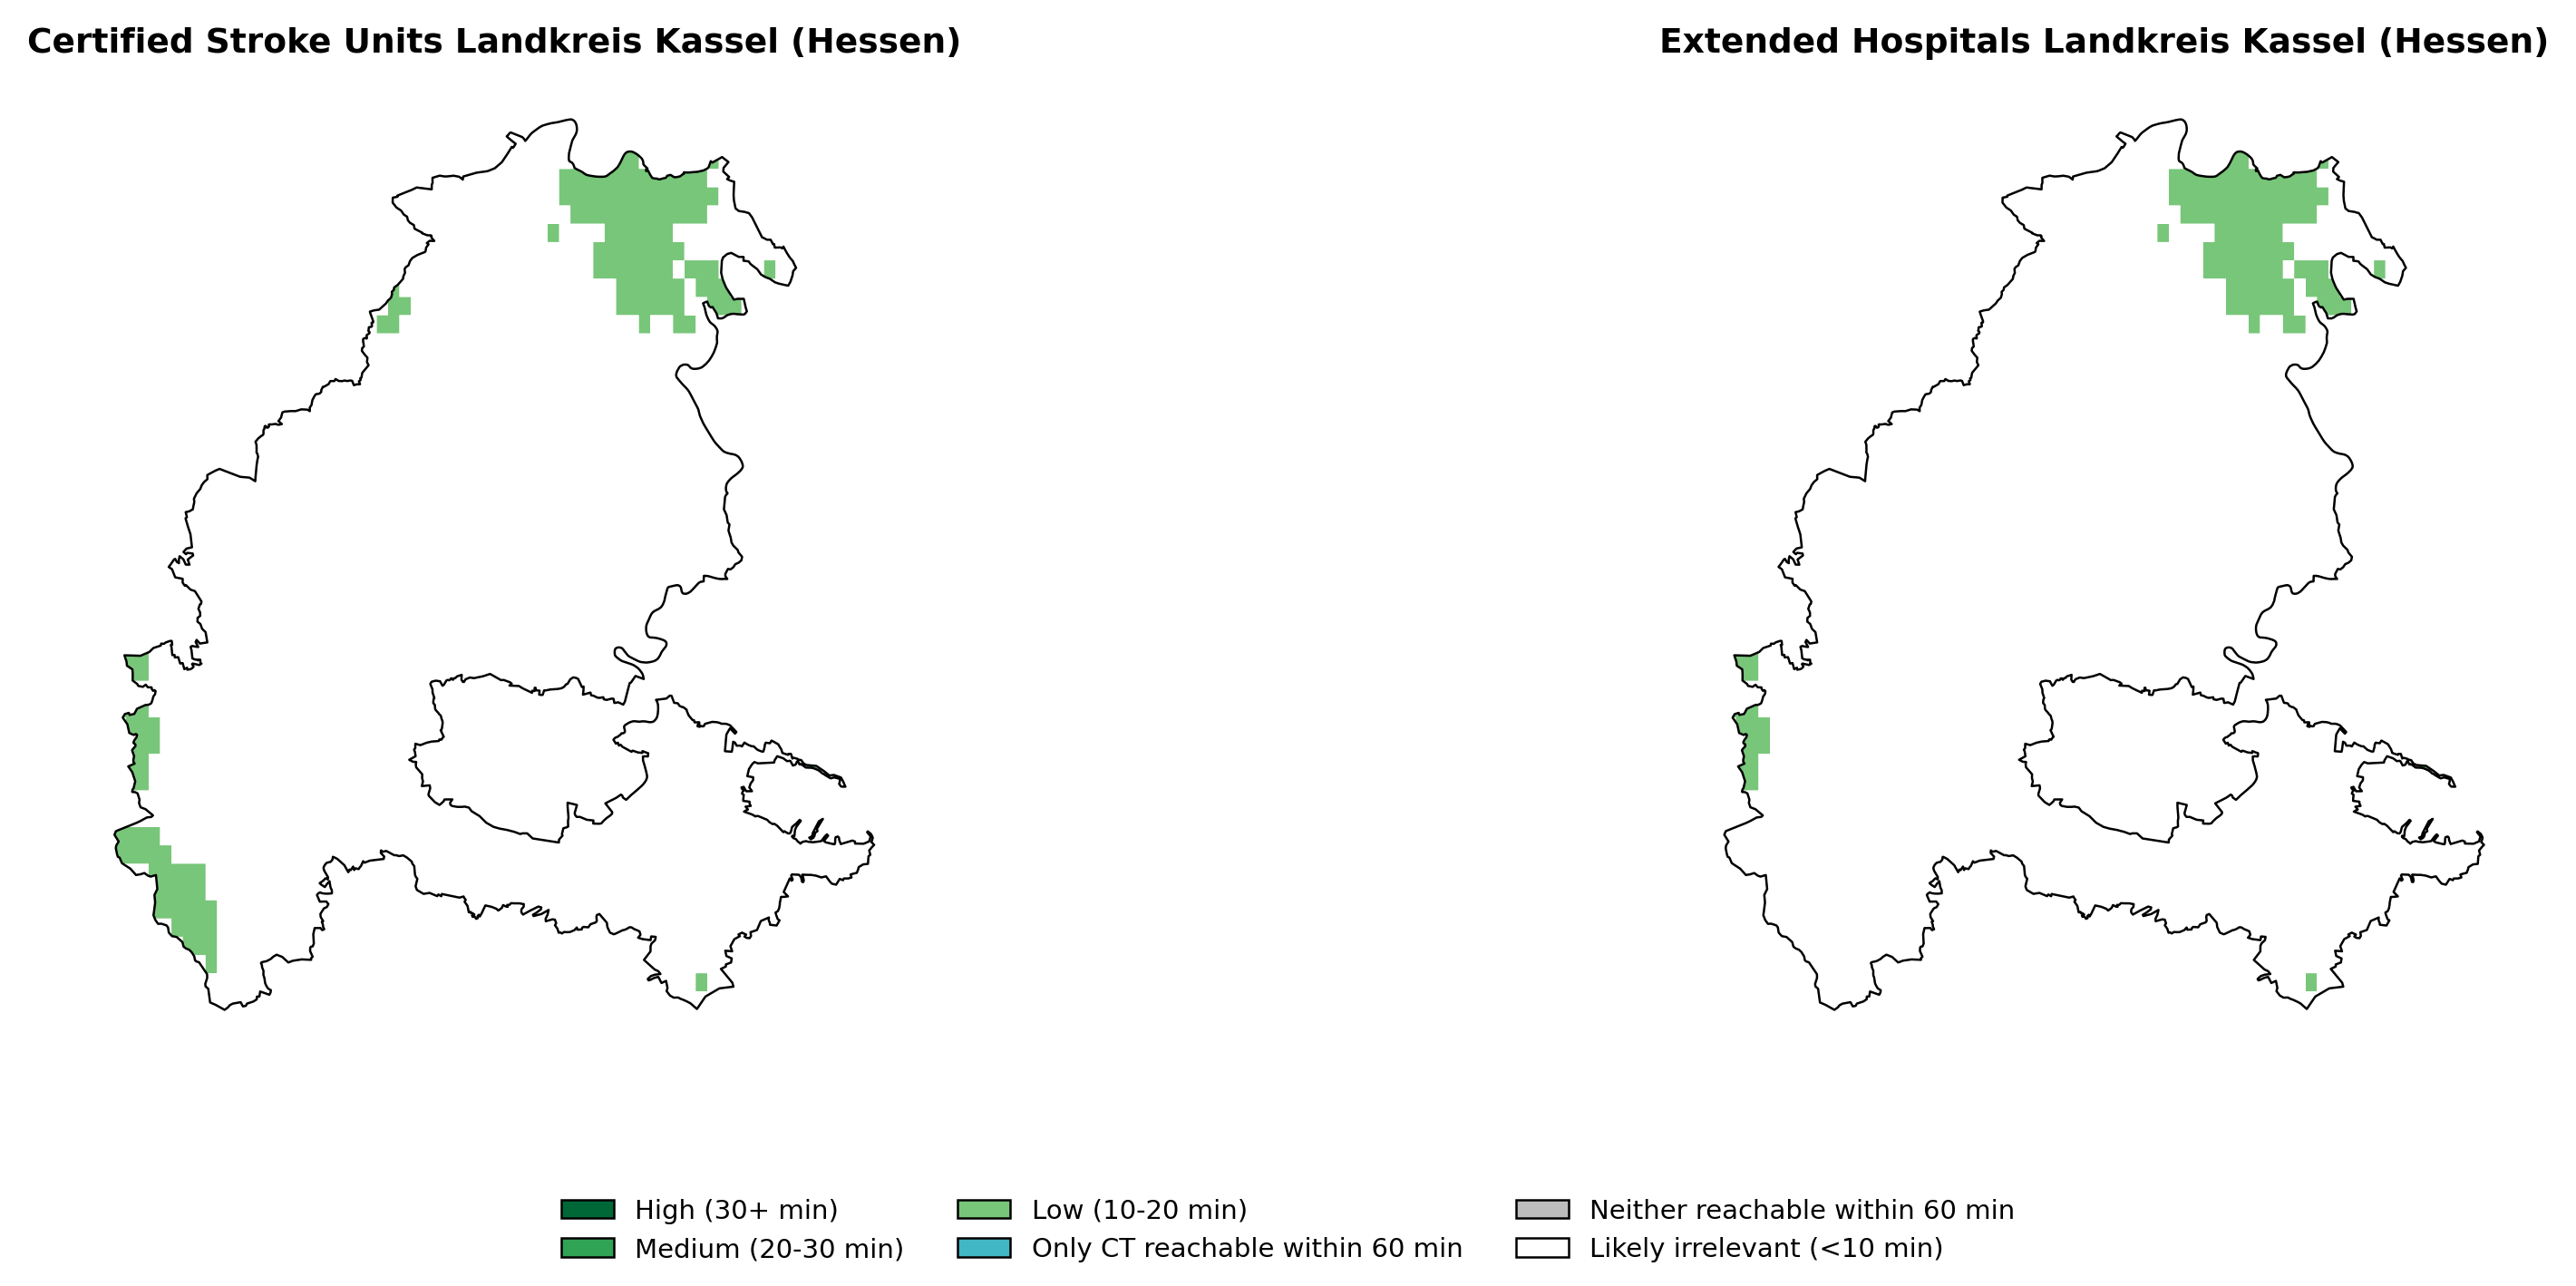 Certified Stroke Units Landkreis Kassel (Hessen)
Extended Hospitals Landkreis Kassel (Hessen)
High (30+ min)
Medium (20-30 min)
Low (10-20 min)
Only CT reachable within 60 min
Neither reachable within 60 min
Likely irrelevant (<10 min)